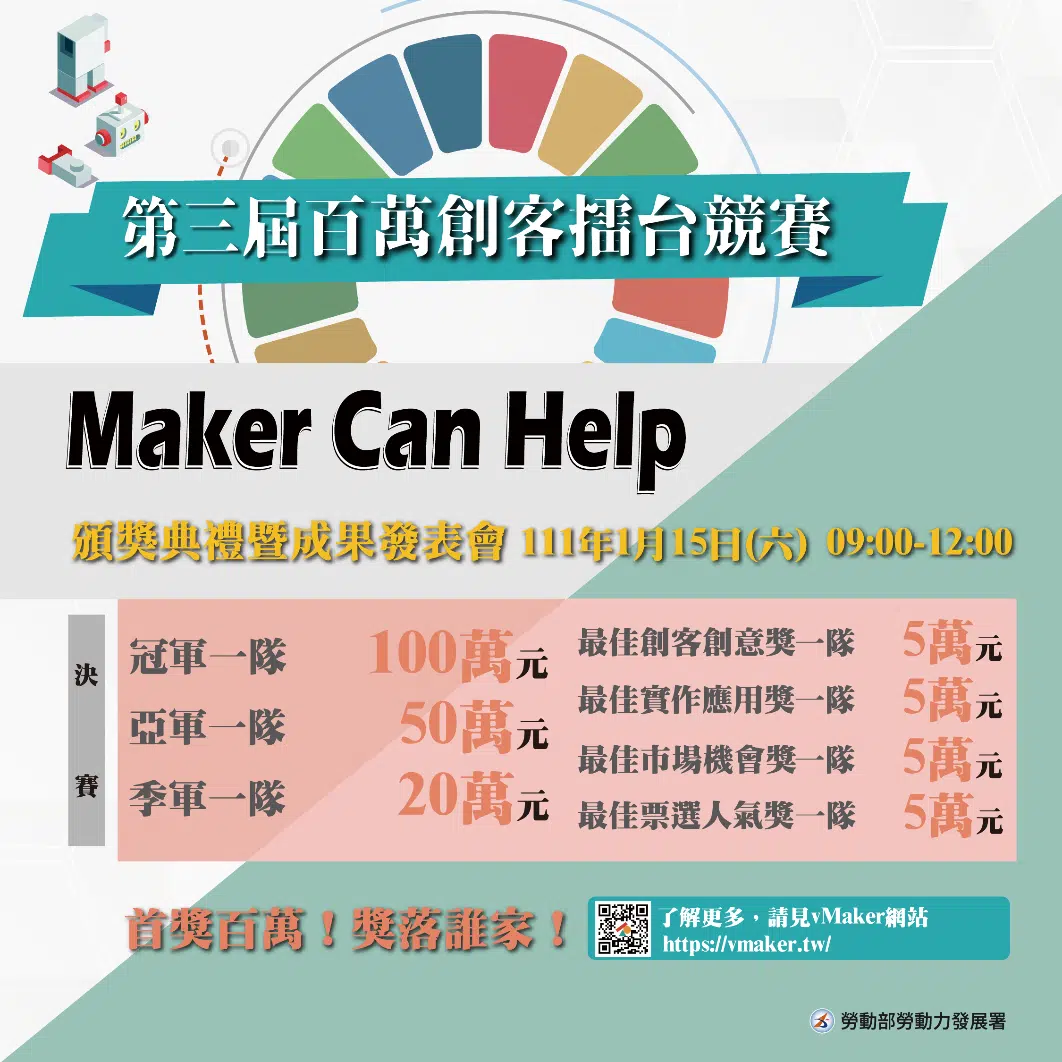 第三屆百萬創客擂台競賽
Maker Can Help
頒獎典禮暨成果發表會 111年1月15日(六) 09:00-12:00
決賽
冠軍一隊 100萬元
亞軍一隊 50萬元
季軍一隊 20萬元
最佳創客創意獎一隊 5萬元
最佳實作應用獎一隊 5萬元
最佳市場機會獎一隊 5萬元
最佳票選人氣獎一隊 5萬元
首獎百萬！獎落誰家！
了解更多，請見vMaker網站
https://vmaker.tw/
勞動部勞動力發展署